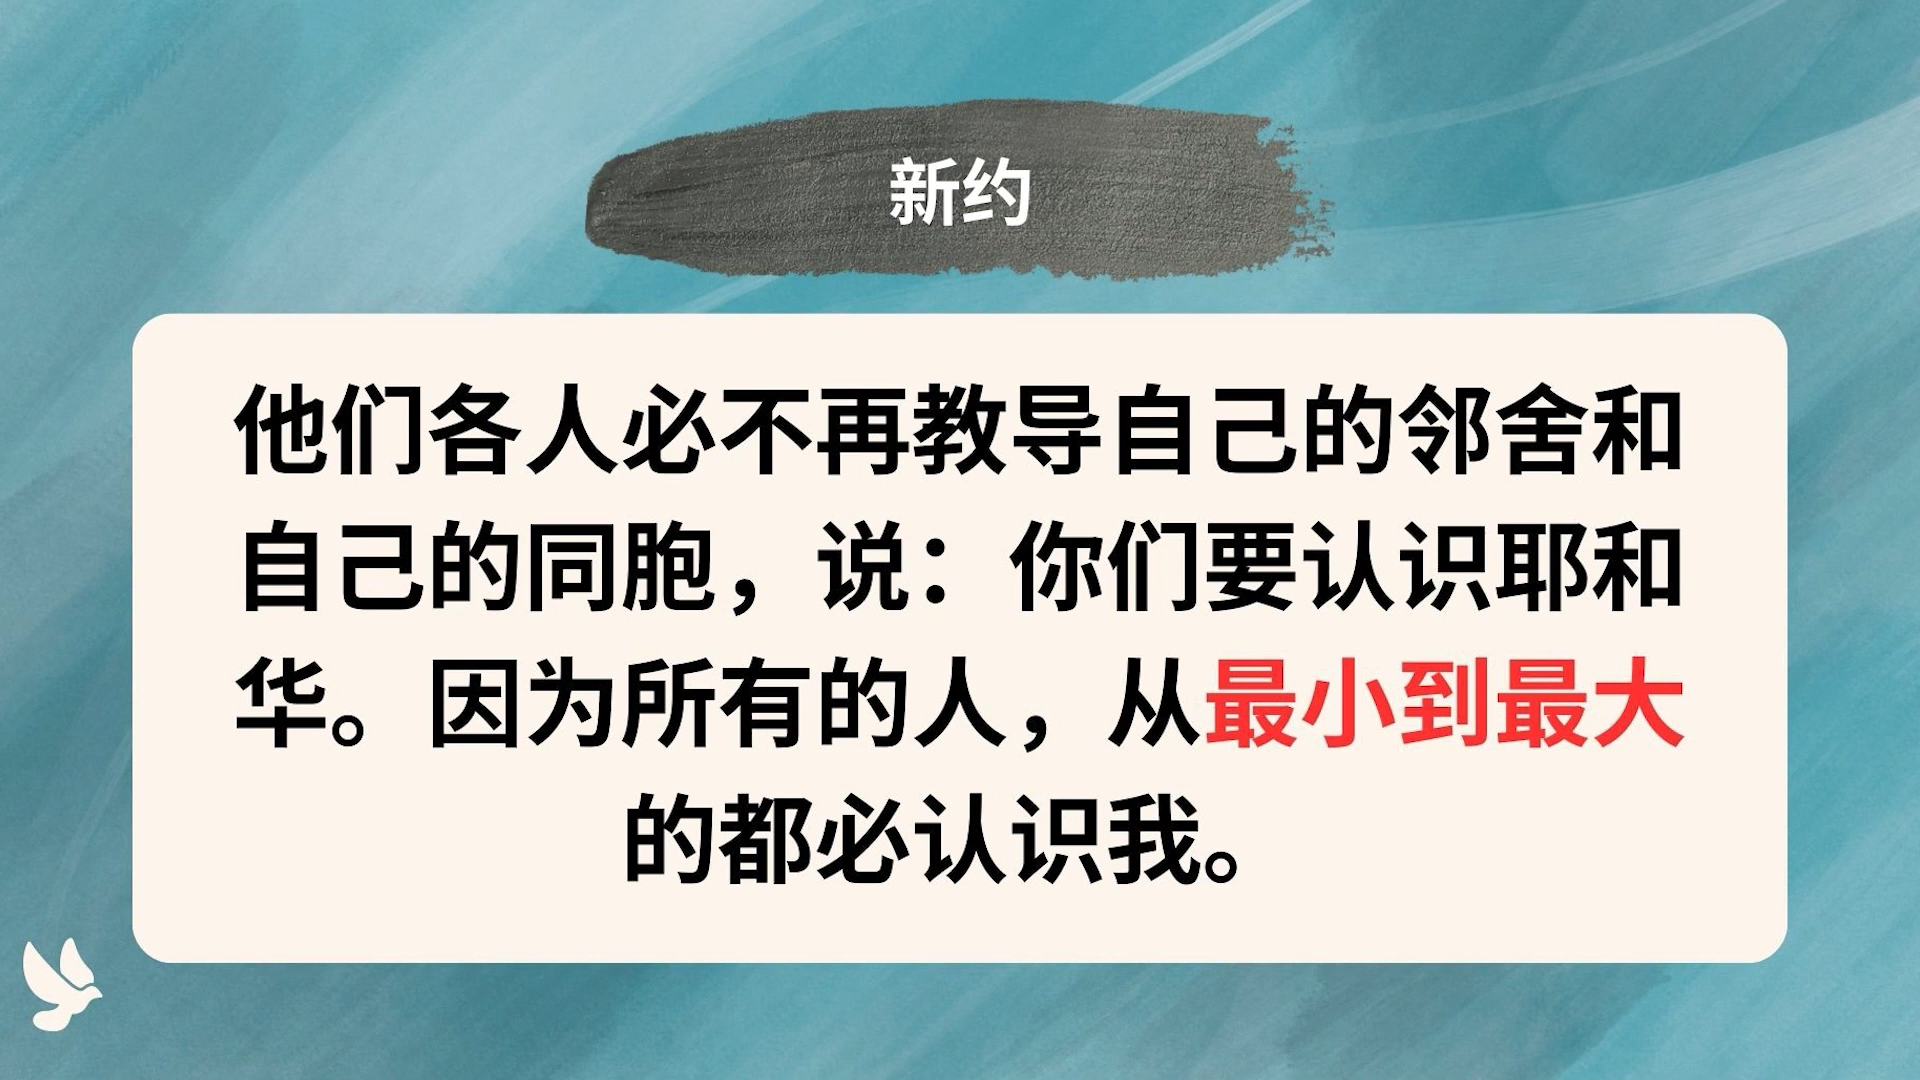 新约
他们各人必不再教导自己的邻舍和
自己的同胞，说：你们要认识耶和
华。因为所有的人，从最小到最大
的都必认识我。